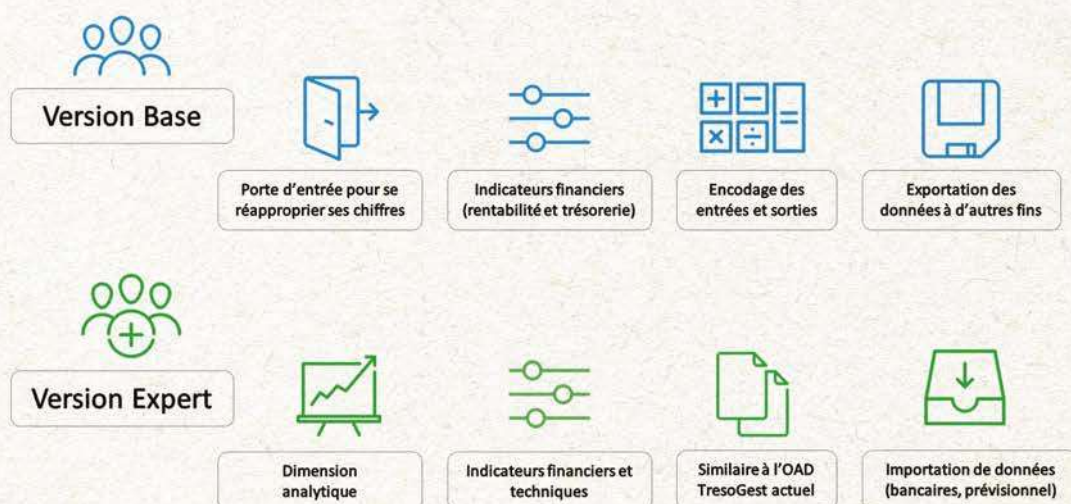 Version Base
Porte d'entrée pour se
réapproprier ses chiffres
Indicateurs financiers
(rentabilité et trésorerie)
Encodage des
entrées et sorties
Exportation des
données à d'autres fins
Version Expert
Dimension
analytique
Indicateurs financiers et
techniques
Similaire à l'OAD
TresoGest actuel
Importation de données
(bancaires, prévisionnel)